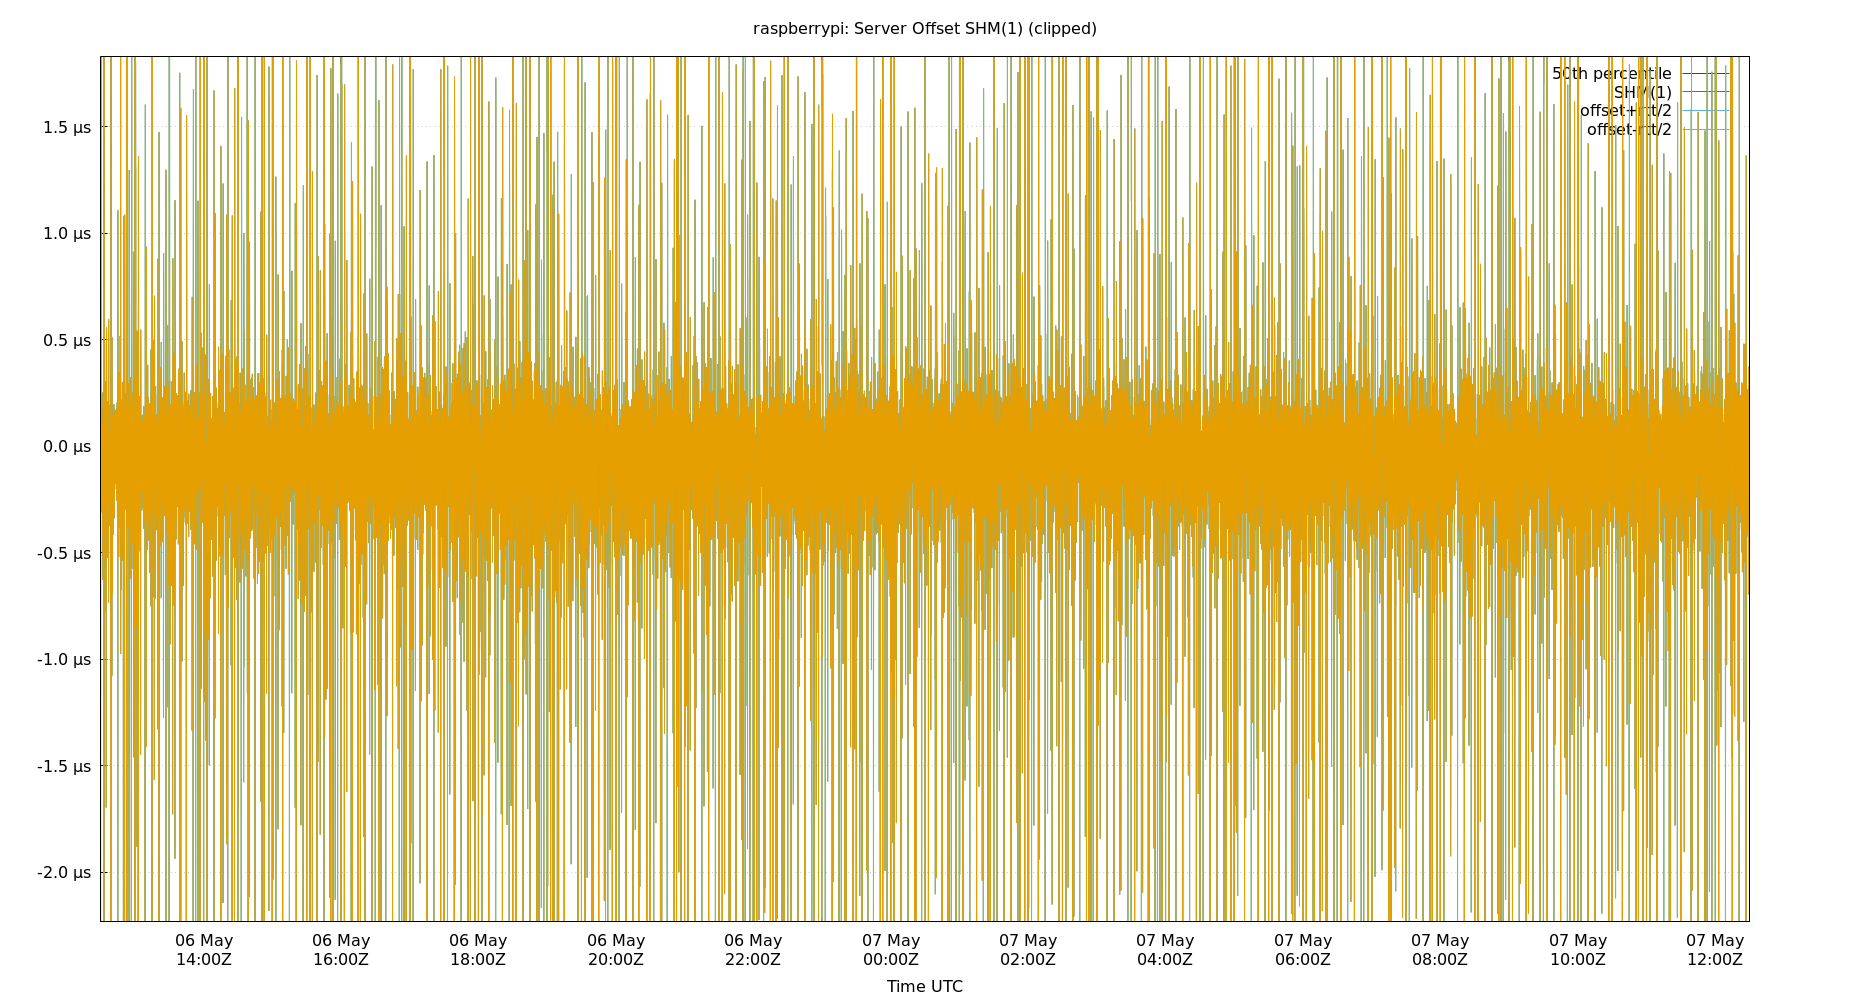 raspberrypi: Server Offset SHM(1) (clipped)
50th percentile
SHM(1)
offset+rtt/2
offset-rtt/2
1.5 µs
1.0 µs
0.5 µs
0.0 µs
-0.5 µs
-1.0 µs
-1.5 µs
-2.0 µs
06 May 06 May 06 May 06 May 06 May 07 May 07 May 07 May 07 May 07 May 07 May 07 May
14:00Z 16:00Z 18:00Z 20:00Z 22:00Z 00:00Z 02:00Z 04:00Z 06:00Z 08:00Z 10:00Z 12:00Z
Time UTC